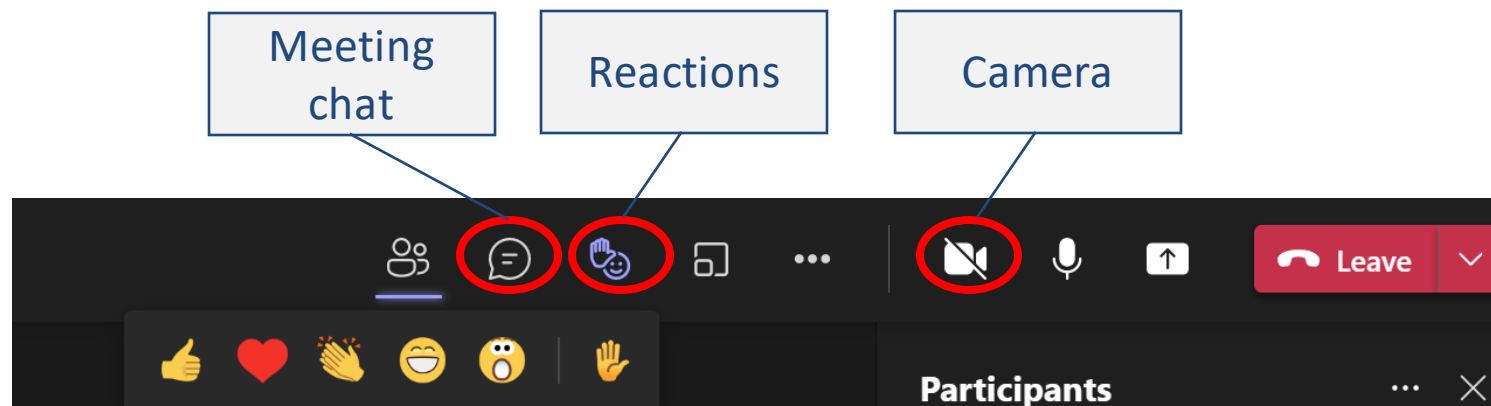 Meeting
chat
Reactions
Camera
Leave
Participants